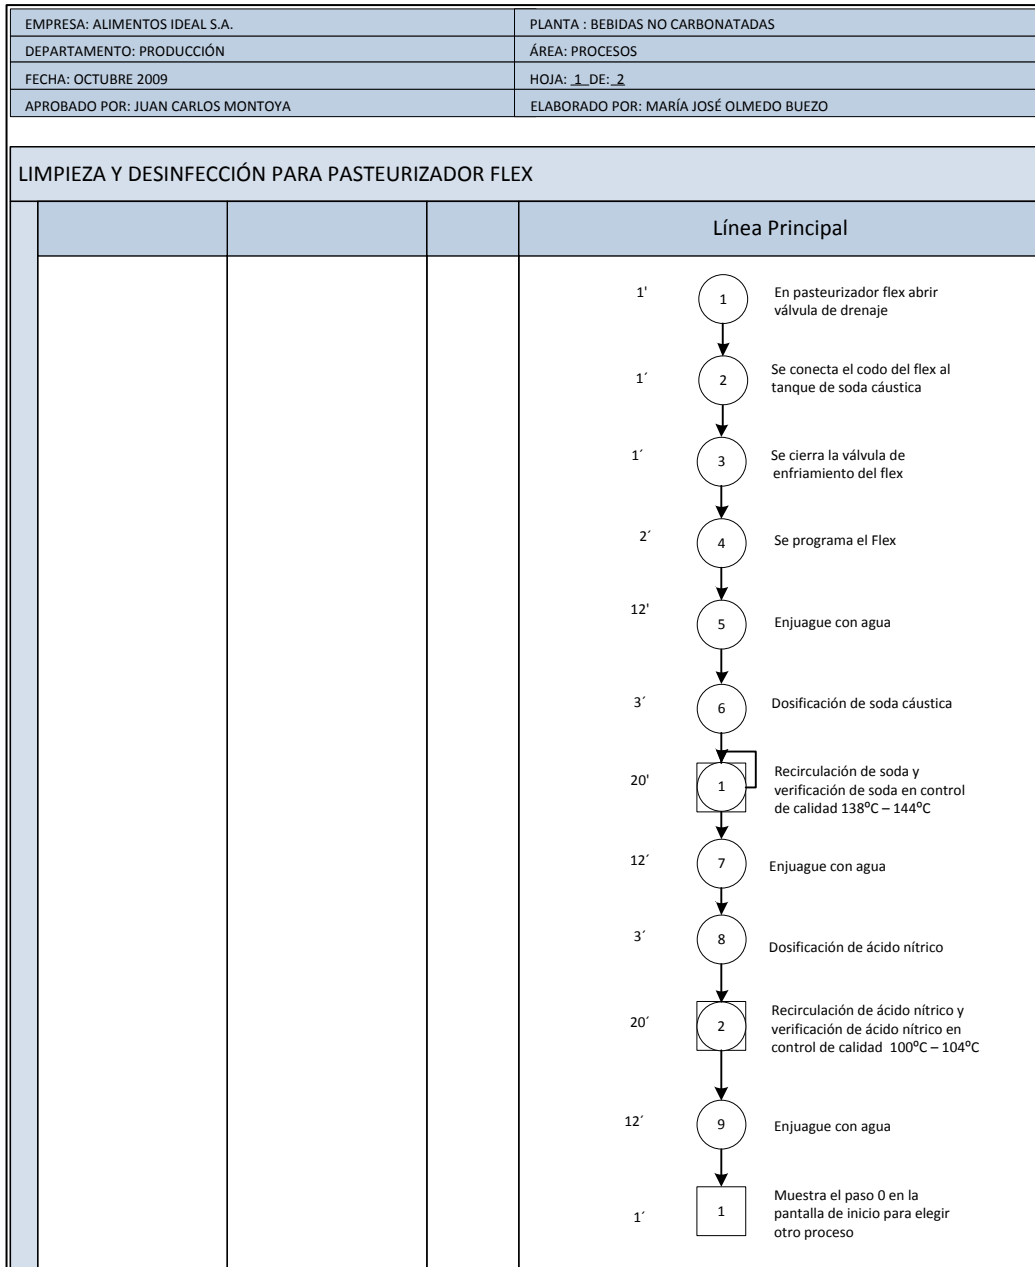 EMPRESA: ALIMENTOS IDEAL S.A.
PLANTA : BEBIDAS NO CARBONATADAS
DEPARTAMENTO: PRODUCCIÓN
ÁREA: PROCESOS
FECHA: OCTUBRE 2009
HOJA: 1 DE: 2
APROBADO POR: JUAN CARLOS MONTOYA
ELABORADO POR: MARÍA JOSÉ OLMEDO BUEZO
LIMPIEZA Y DESINFECCIÓN PARA PASTEURIZADOR FLEX
Línea Principal
1'
1
En pasteurizador flex abrir
válvula de drenaje
1´
2
Se conecta el codo del flex al
tanque de soda cáustica
1´
3
Se cierra la válvula de
enfriamiento del flex
2´
4
Se programa el Flex
12'
5
Enjuague con agua
3´
6
Dosificación de soda cáustica
20'
1
Recirculación de soda y
verificación de soda en control
de calidad 138ºC – 144ºC
12´
7
Enjuague con agua
3´
8
Dosificación de ácido nítrico
20´
2
Recirculación de ácido nítrico y
verificación de ácido nítrico en
control de calidad  100ºC – 104ºC
12´
9
Enjuague con agua
1´
1
Muestra el paso 0 en la
pantalla de inicio para elegir
otro proceso